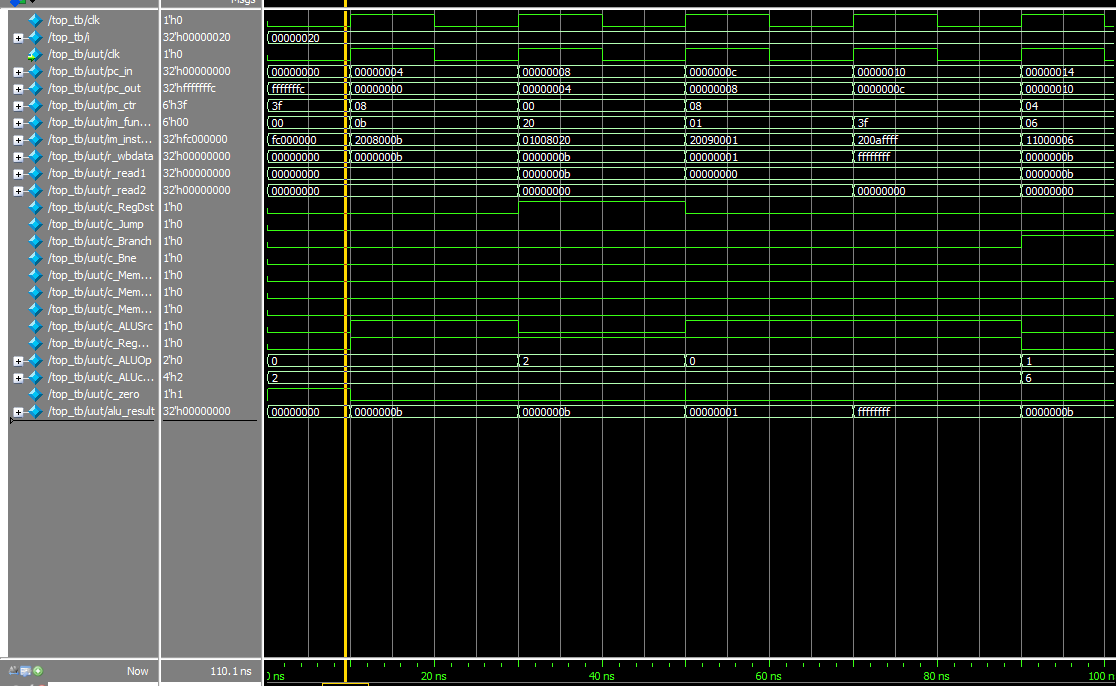 Msgs
/top_tb/clk 1'h0
/top_tb/i 32'h00000020 00000020
/top_tb/uut/clk 1'h0
/top_tb/uut/pc_in 32'h00000000 00000000 00000004 00000008 0000000c 00000010 00000014
/top_tb/uut/pc_out 32'hfffffffc fffffffc 00000000 00000004 00000008 0000000c 00000010
/top_tb/uut/im_ctr 6'h3f 3f 08 00 08 04
/top_tb/uut/im_fun... 6'h00 00 0b 20 01 3f 06
/top_tb/uut/im_inst... 32'hfc000000 fc000000 2008000b 01008020 20090001 200affff 11000006
/top_tb/uut/r_wbdata 32'h00000000 00000000 0000000b 0000000b 00000001 ffffffff 0000000b
/top_tb/uut/r_read1 32'h00000000 00000000 0000000b 00000000 0000000b
/top_tb/uut/r_read2 32'h00000000 00000000 00000000 00000000 00000000
/top_tb/uut/c_RegDst 1'h0
/top_tb/uut/c_Jump 1'h0
/top_tb/uut/c_Branch 1'h0
/top_tb/uut/c_Bne 1'h0
/top_tb/uut/c_Mem... 1'h0
/top_tb/uut/c_Mem... 1'h0
/top_tb/uut/c_Mem... 1'h0
/top_tb/uut/c_ALUSrc 1'h0
/top_tb/uut/c_Reg... 1'h0
/top_tb/uut/c_ALUOp 2'h0 0 2 0 1
/top_tb/uut/c_ALUc... 4'h2 2 6
/top_tb/uut/c_zero 1'h1
/top_tb/uut/alu_result 32'h00000000 00000000 0000000b 0000000b 00000001 ffffffff 0000000b
Now 110.1 ns 0 ns 20 ns 40 ns 60 ns 80 ns 100 ns